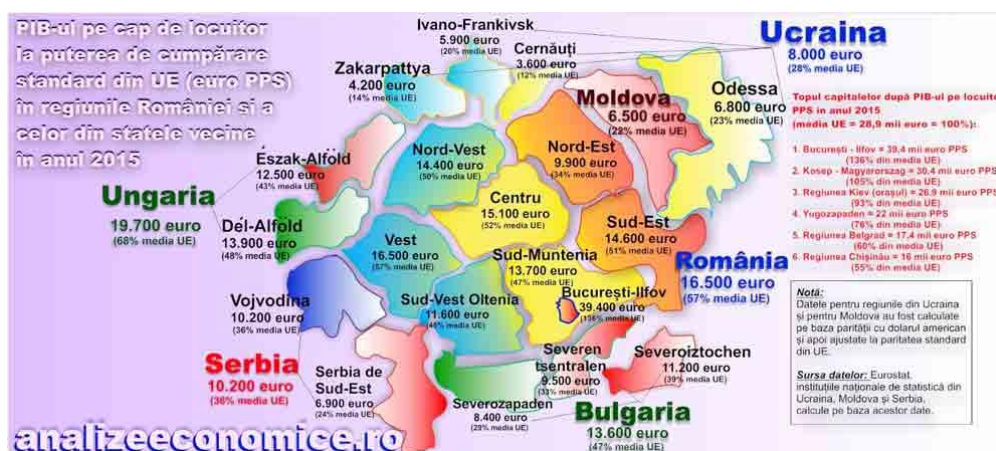 PIB-ul pe cap de locuitor
la puterea de cumpărare
standard din UE (euro PPS)
în regiunile României și a
celor din statele vecine
în anul 2015
Ivano-Frankivsk
5.900 euro
(20% media UE)
Cernăuți
3.600 euro
(12% media UE)
Zakarpattya
4.200 euro
(14% media UE)
Ucraina
8.000 euro
(28% media UE)
Odessa
6.800 euro
(23% media UE)
Moldova
6.500 euro
(22% media UE)
Topul capitalelor după PIB-ul pe locuito
PPS in anul 2015
(media UE = 28,9 mii euro = 100%):
1. București - Ilfov = 39,4 mii euro PPS
(136% din media UE)
2. Kosep - Magyarorszag = 30,4 mii euro PPS
(105% din media UE)
3. Regiunea Kiev (orașul) = 26,9 mii euro PPS
(93% din media UE)
4. Yugozapaden = 22 mii euro PPS
(76% din media UE)
5. Regiunea Belgrad = 17,4 mii euro PPS
(60% din media UE)
6. Regiunea Chișinău = 16 mii euro PPS
(55% din media UE)
Eszak-Alfold
12.500 euro
(43% media UE)
Nord-Vest
14.400 euro
(50% media UE)
Nord-Est
9.900 euro
(34% media UE)
Ungaria
19.700 euro
(68% media UE)
Dél-Alfold
13.900 euro
(48% media UE)
Centru
15.100 euro
(52% media UE)
Vest
16.500 euro
(57% media UE)
Sud-Est
14.600 euro
(51% media UE)
Sud-Muntenia
13.700 euro
(47% media UE)
România
16.500 euro
(57% media UE)
București-Ilfov
39.400 euro
(136% media UE)
Sud-Vest Oltenia
11.600 euro
(40% media UE)
Vojvodina
10.200 euro
(36% media UE)
Serbia
10.200 euro
(36% media UE)
Serbia de
Sud-Est
6.900 euro
(24% media UE)
Severozapaden
8.400 euro
(29% media UE)
Severen
tsentralen
9.500 euro
(33% media UE)
Severoiztochen
11.200 euro
(39% media UE)
Bulgaria
13.600 euro
(47% media UE)
Notă:
Datele pentru regiunile din Ucraina
și pentru Moldova au fost calculate
pe baza parității cu dolarul american
și apoi ajustate la paritatea standard
din UE.
Sursa datelor: Eurostat,
instituțiile naționale de statistică din
Ucraina, Moldova și Serbia,
calcule pe baza acestor date.
analizeeconomice.ro